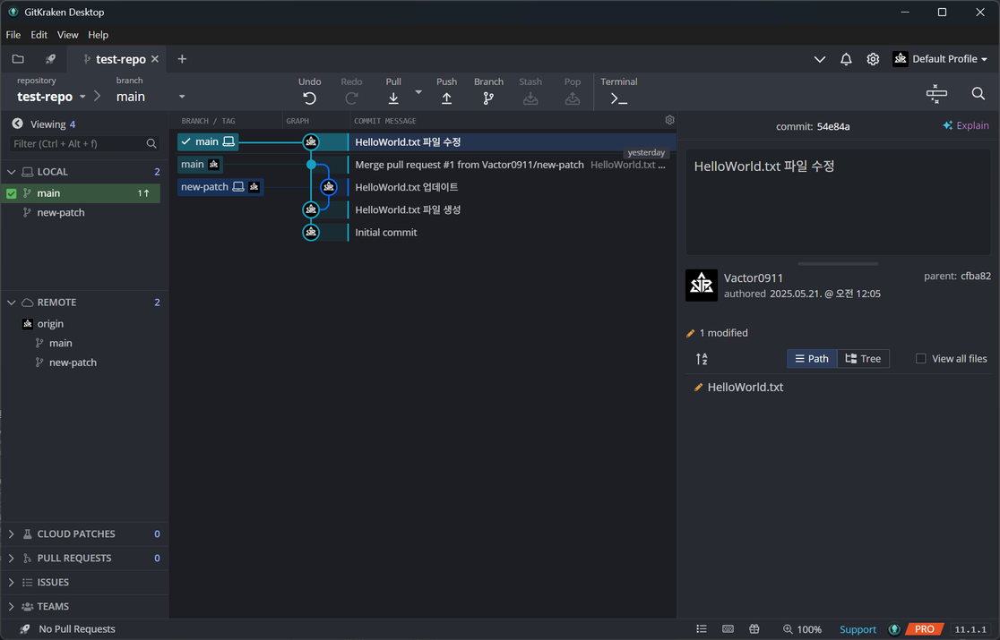 GitKraken Desktop
File Edit View Help
test-repo
Default Profile
repository
test-repo
branch
main
Undo Redo Pull Push Branch Stash Pop Terminal
Viewing 4
Filter (Ctrl + Alt + f)
LOCAL 2
main 1↑
new-patch
REMOTE 2
origin
main
new-patch
CLOUD PATCHES 0
PULL REQUESTS 0
ISSUES
TEAMS
BRANCH / TAG GRAPH COMMIT MESSAGE
main HelloWorld.txt 파일 수정
yesterday
main Merge pull request #1 from Vactor0911/new-patch HelloWorld.txt ...
new-patch HelloWorld.txt 업데이트
HelloWorld.txt 파일 생성
Initial commit
commit: 54e84a
Explain
HelloWorld.txt 파일 수정
Vactor0911
authored 2025.05.21. @ 오전 12:05
parent: cfba82
1 modified
Path Tree View all files
HelloWorld.txt
No Pull Requests
100% Support PRO 11.1.1